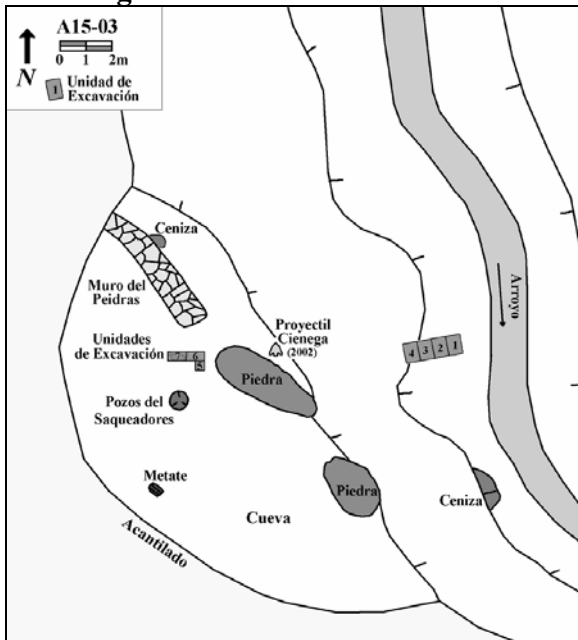 A15-03
N
0 1 2m
1 Unidad de
Excavación
Ceniza
Muro del
Peidras
Arroyo
Proyectil
Cienega
(2002)
Unidades
de Excavación
7 6
5
4 3 2 1
Piedra
Pozos del
Saqueadores
Metate
Piedra
Ceniza
Cueva
Acantilado